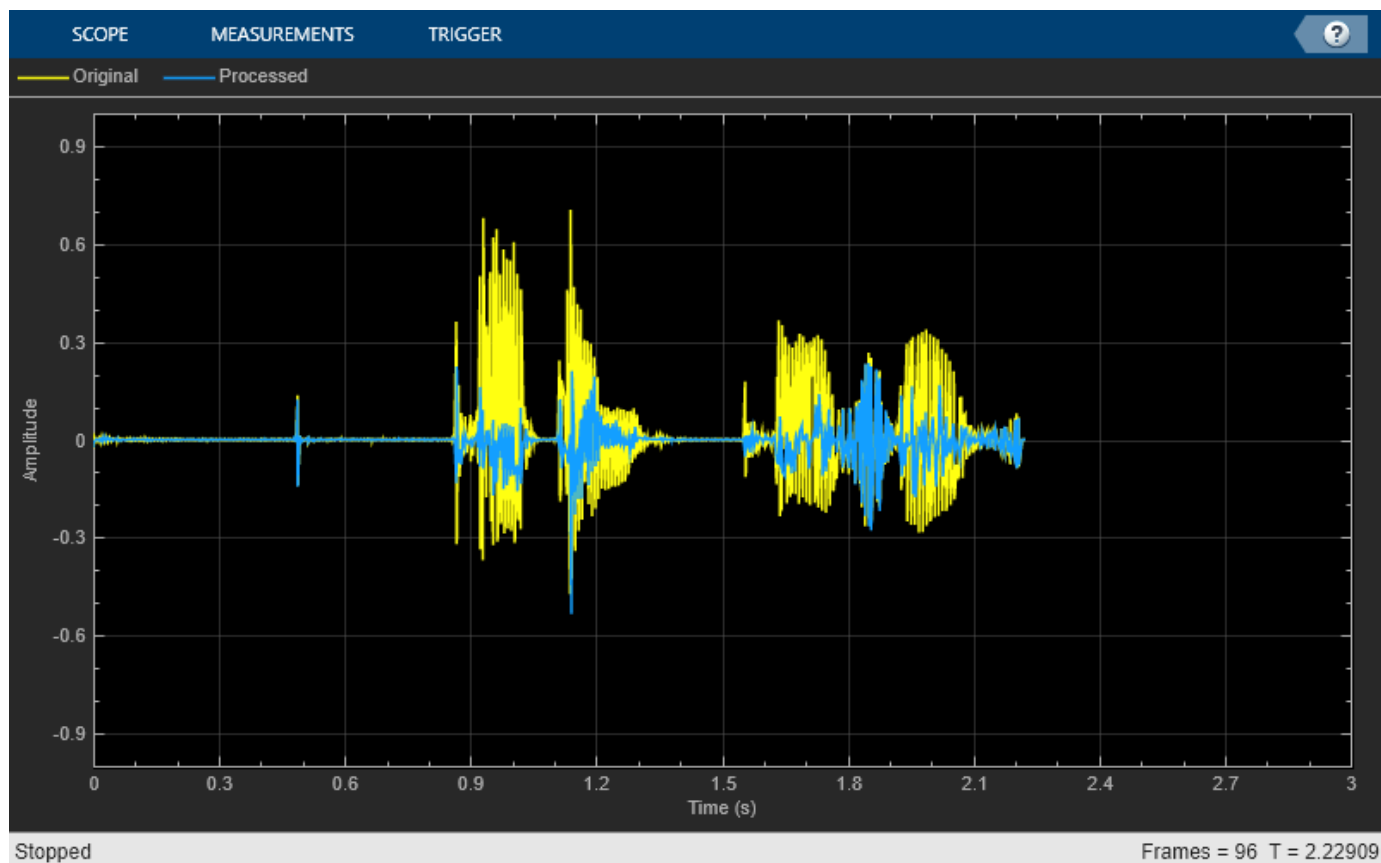 SCOPE MEASUREMENTS TRIGGER ?
Original Processed
0.9
0.6
0.3
0
-0.3
-0.6
-0.9
Amplitude
0 0.3 0.6 0.9 1.2 1.5 1.8 2.1 2.4 2.7 3
Time (s)
Stopped Frames = 96 T = 2.22909